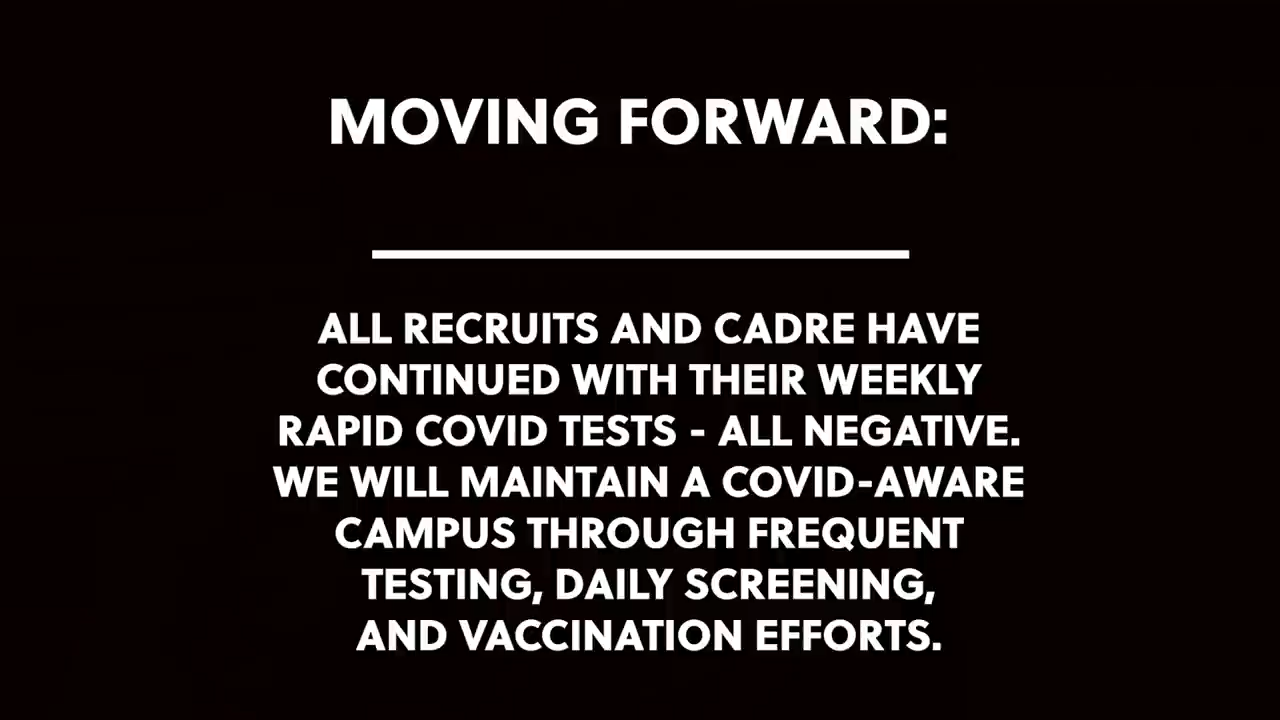 MOVING FORWARD:
ALL RECRUITS AND CADRE HAVE
CONTINUED WITH THEIR WEEKLY
RAPID COVID TESTS - ALL NEGATIVE.
WE WILL MAINTAIN A COVID-AWARE
CAMPUS THROUGH FREQUENT
TESTING, DAILY SCREENING,
AND VACCINATION EFFORTS.